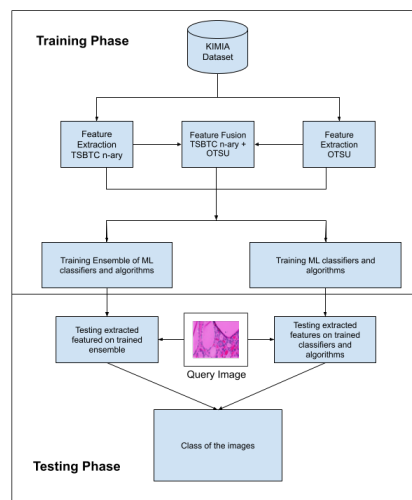 Training Phase
KIMIA
Dataset
Feature
Extraction
TSBTC n-ary
Feature Fusion
TSBTC n-ary +
OTSU
Feature
Extraction
OTSU
Training Ensemble of ML
classifiers and algorithms
Training ML classifiers and
algorithms
Testing extracted
featured on trained
ensemble
Query Image
Testing extracted
features on trained
classifiers and
algorithms
Class of the images
Testing Phase